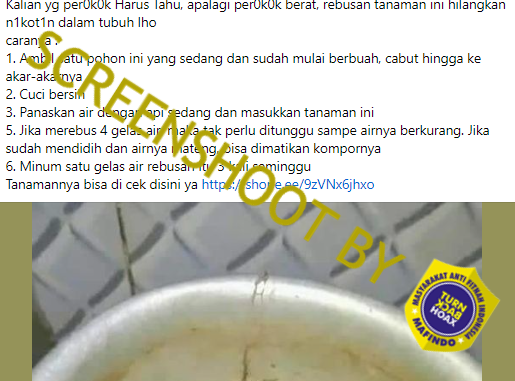 Kalian yg per0k0k Harus Tahu, apalagi per0k0k berat, rebusan tanaman ini hilangkan
n1kot1n dalam tubuh lho
caranya :
1. Ambil satu pohon ini yang sedang dan sudah mulai berbuah, cabut hingga ke
akar-akarnya
2. Cuci bersih
3. Panaskan air dengan api sedang dan masukkan tanaman ini
5. Jika merebus 4 gelas air maka tak perlu ditunggu sampe airnya berkurang. Jika
sudah mendidih dan airnya mateng, bisa dimatikan kompornya
6. Minum satu gelas air rebusan itu 3 kali seminggu
Tanamannya bisa di cek disini ya https://shope.ee/9zVNx6jhxo
SCREENSHOOT BY
MASYARAKAT ANTI FITNAH INDONESIA
TURN
BACK
HOAX
MAFINDO